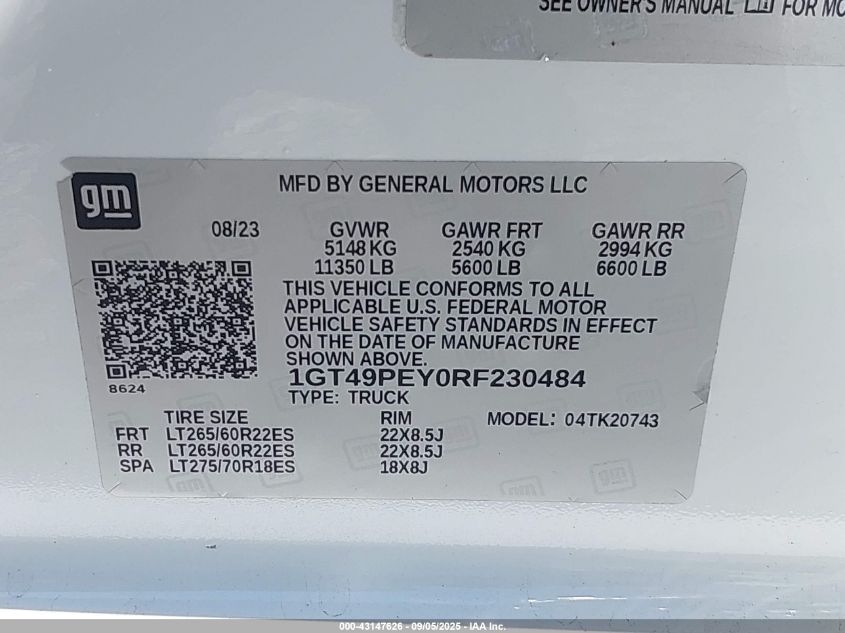 SEE OWNER'S MANUAL FOR MO
gm
MFD BY GENERAL MOTORS LLC
08/23 GVWR GAWR FRT GAWR RR
5148 KG 2540 KG 2994 KG
11350 LB 5600 LB 6600 LB
THIS VEHICLE CONFORMS TO ALL
APPLICABLE U.S. FEDERAL MOTOR
VEHICLE SAFETY STANDARDS IN EFFECT
ON THE DATE OF MANUFACTURE
SHOWN ABOVE.
8624
1GT49PEY0RF230484
TYPE: TRUCK
TIRE SIZE RIM MODEL: 04TK20743
FRT LT265/60R22ES 22X8.5J
RR LT265/60R22ES 22X8.5J
SPA LT275/70R18ES 18X8J
000-43147626 - 09/05/2025 - IAA Inc.